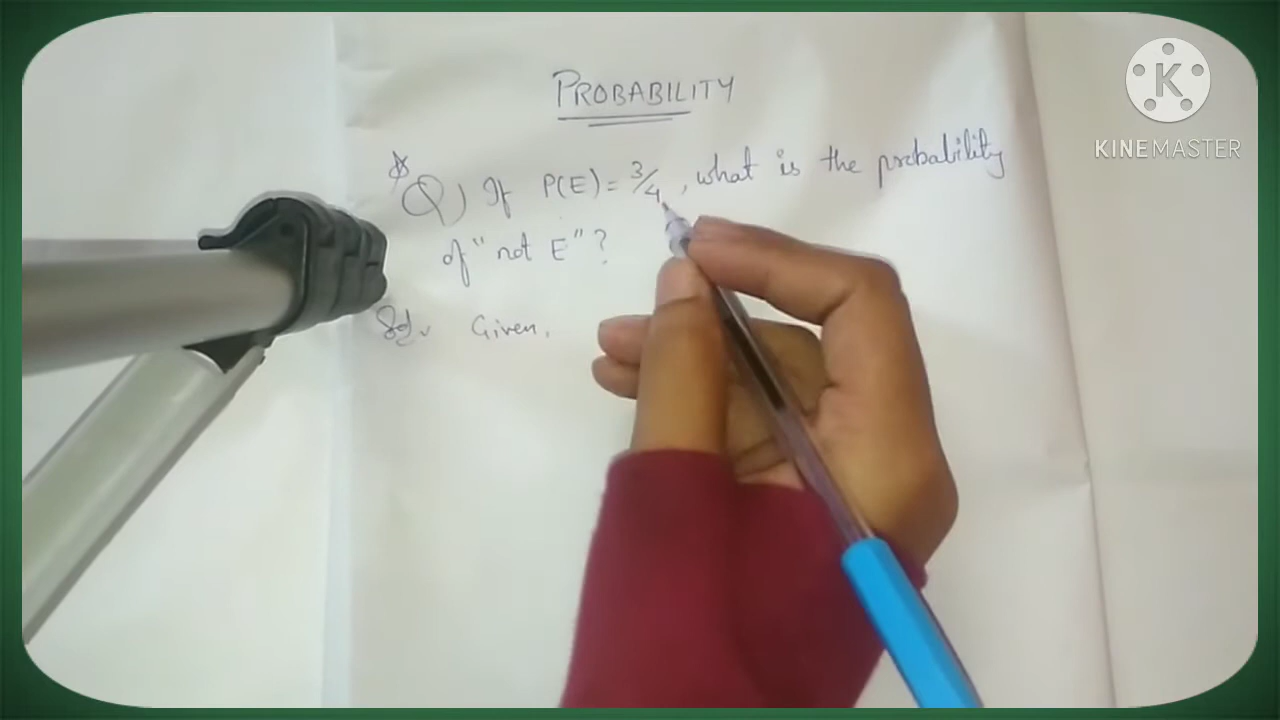 PROBABILITY
KINEMASTER
Q) If P(E) = 3/4, what is the probability
of "not E" ?
Sol. Given,